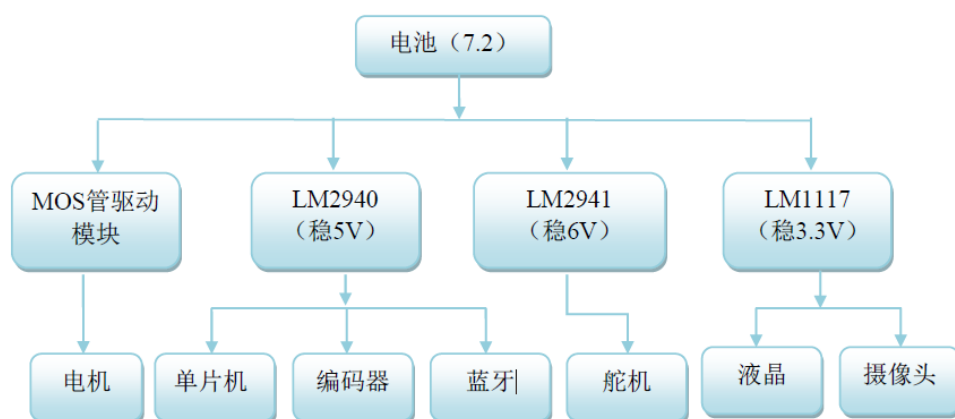 电池（7.2）
MOS管驱动
模块
LM2940
（稳5V）
LM2941
（稳6V）
LM1117
（稳3.3V）
电机
单片机
编码器
蓝牙
舵机
液晶
摄像头